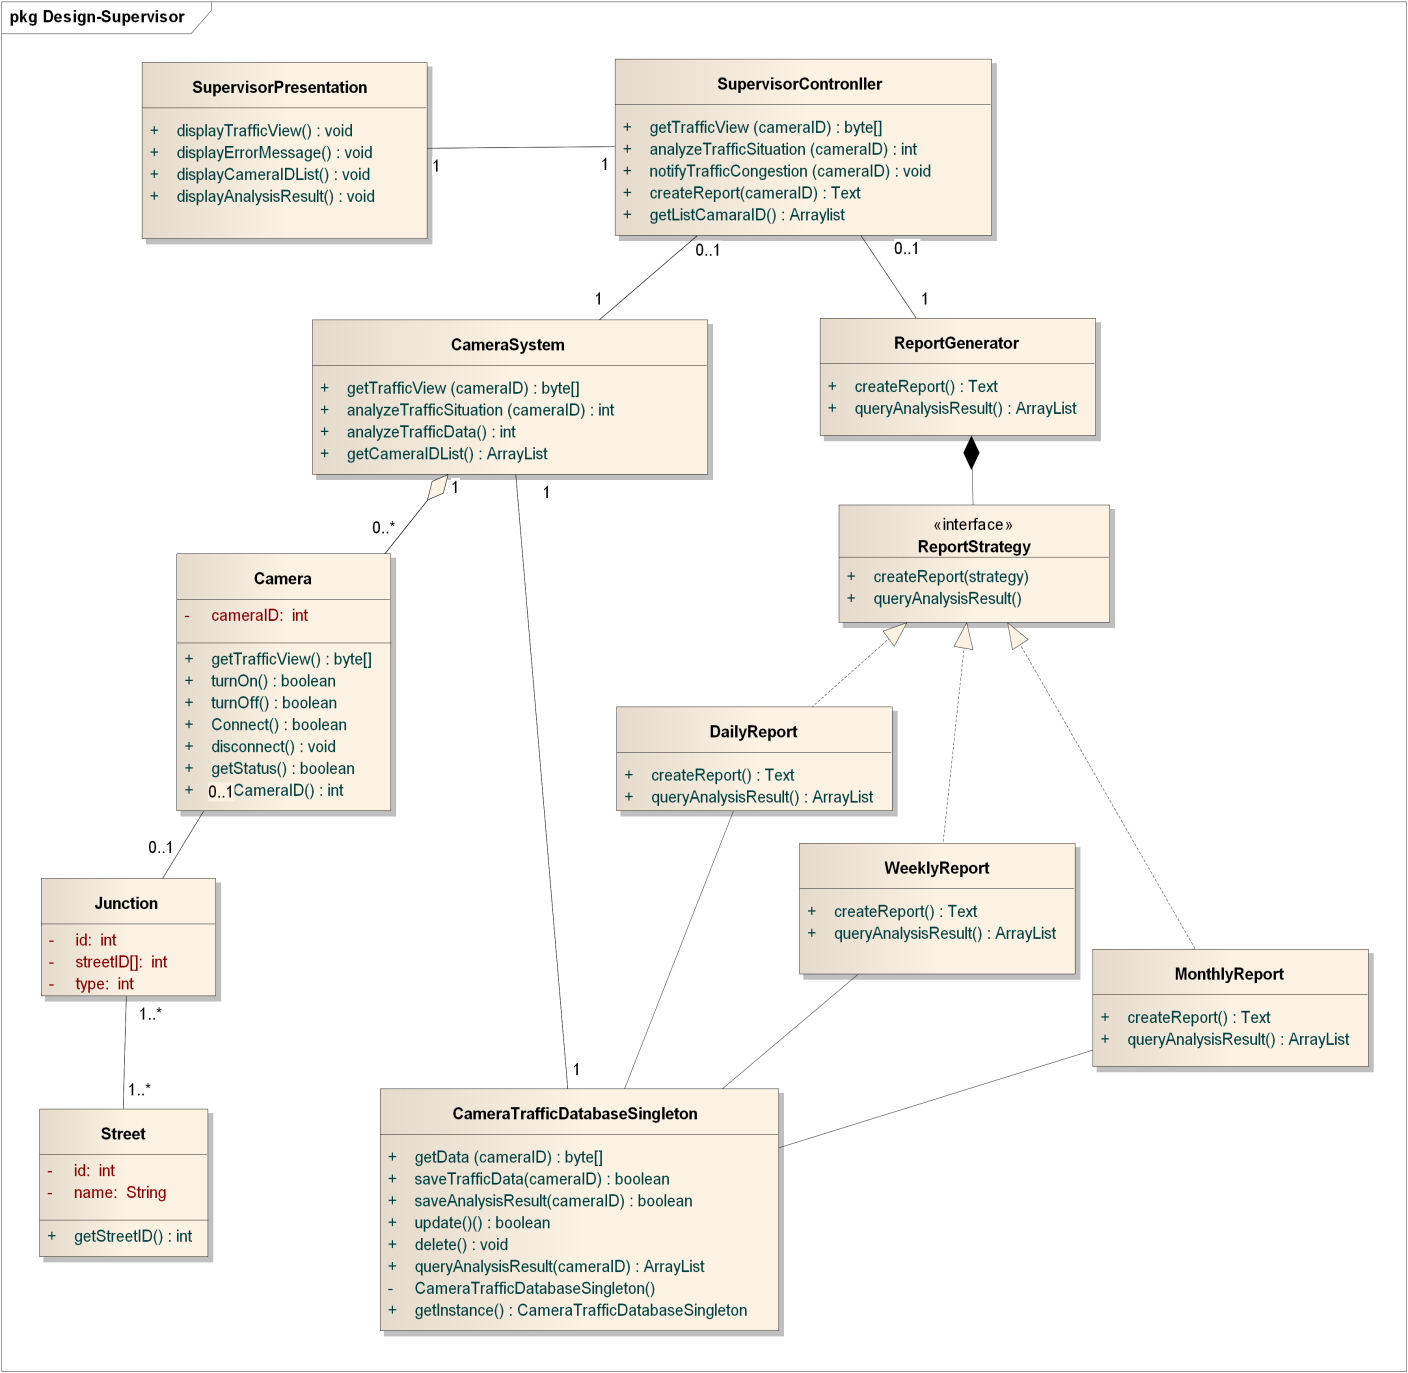 pkg Design-Supervisor
SupervisorPresentation
+ displayTrafficView() : void
+ displayErrorMessage() : void
+ displayCameraIDList() : void
+ displayAnalysisResult() : void
SupervisorContronller
+ getTrafficView (cameraID) : byte[]
+ analyzeTrafficSituation (cameraID) : int
+ notifyTrafficCongestion (cameraID) : void
+ createReport(cameraID) : Text
+ getListCamaraID() : Arraylist
1
1
0..1
0..1
1
1
CameraSystem
+ getTrafficView (cameraID) : byte[]
+ analyzeTrafficSituation (cameraID) : int
+ analyzeTrafficData() : int
+ getCameraIDList() : ArrayList
ReportGenerator
+ createReport() : Text
+ queryAnalysisResult() : ArrayList
1
1
0..*
«interface»
ReportStrategy
+ createReport(strategy)
+ queryAnalysisResult()
Camera
- cameraID: int
+ getTrafficView() : byte[]
+ turnOn() : boolean
+ turnOff() : boolean
+ Connect() : boolean
+ disconnect() : void
+ getStatus() : boolean
+ 0..1CameraID() : int
DailyReport
+ createReport() : Text
+ queryAnalysisResult() : ArrayList
0..1
WeeklyReport
+ createReport() : Text
+ queryAnalysisResult() : ArrayList
Junction
- id: int
- streetID[]: int
- type: int
MonthlyReport
+ createReport() : Text
+ queryAnalysisResult() : ArrayList
1..*
1..*
1
Street
- id: int
- name: String
+ getStreetID() : int
CameraTrafficDatabaseSingleton
+ getData (cameraID) : byte[]
+ saveTrafficData(cameraID) : boolean
+ saveAnalysisResult(cameraID) : boolean
+ update()() : boolean
+ delete() : void
+ queryAnalysisResult(cameraID) : ArrayList
- CameraTrafficDatabaseSingleton()
+ getInstance() : CameraTrafficDatabaseSingleton